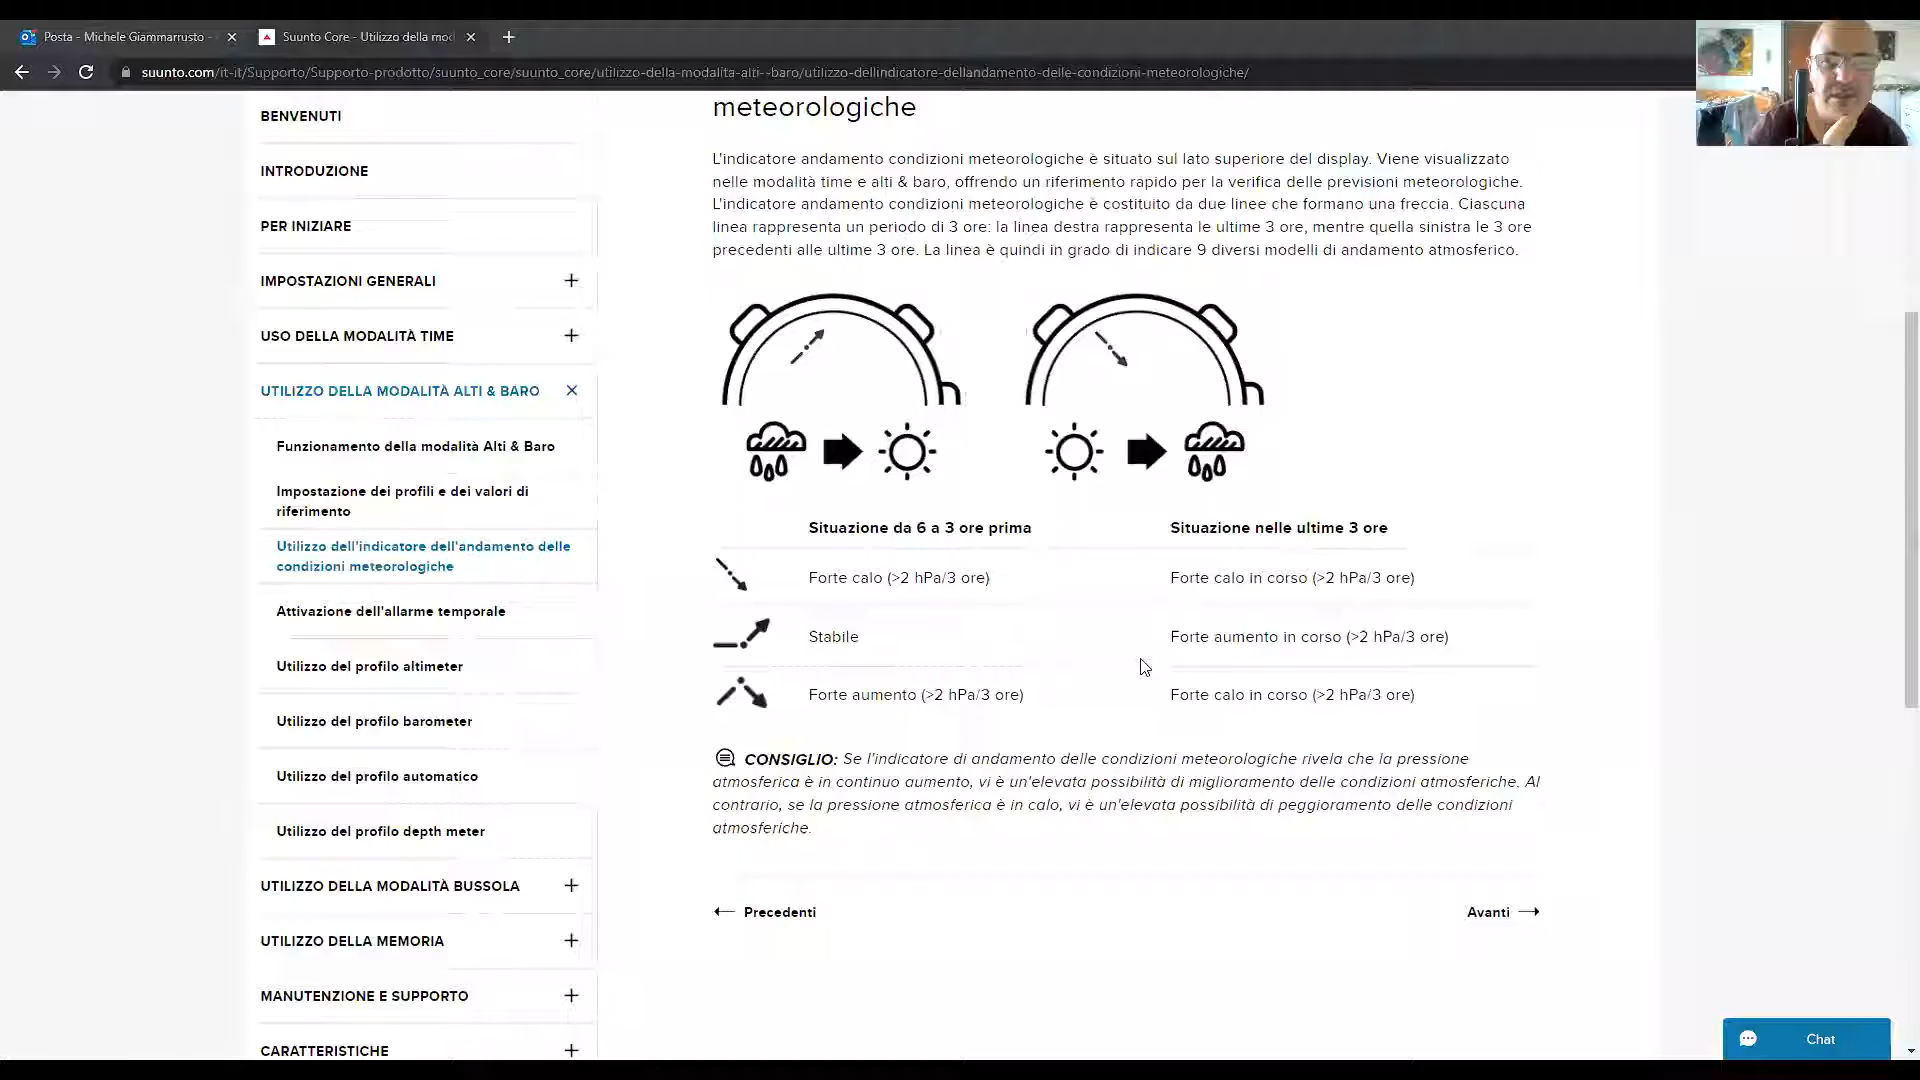 Posta - Michele Giammarrusto -
Suunto Core - Utilizzo della mod
suunto.com/it-it/Supporto/Supporto-prodotto/suunto_core/suunto_core/utilizzo-della-modalita-alti--baro/utilizzo-dellindicatore-dellandamento-delle-condizioni-meteorologiche/
BENVENUTI
INTRODUZIONE
PER INIZIARE
IMPOSTAZIONI GENERALI
USO DELLA MODALITÀ TIME
UTILIZZO DELLA MODALITÀ ALTI & BARO
Funzionamento della modalità Alti & Baro
Impostazione dei profili e dei valori di
riferimento
Utilizzo dell'indicatore dell'andamento delle
condizioni meteorologiche
Attivazione dell'allarme temporale
Utilizzo del profilo altimeter
Utilizzo del profilo barometer
Utilizzo del profilo automatico
Utilizzo del profilo depth meter
UTILIZZO DELLA MODALITÀ BUSSOLA
UTILIZZO DELLA MEMORIA
MANUTENZIONE E SUPPORTO
CARATTERISTICHE
meteorologiche
L'indicatore andamento condizioni meteorologiche è situato sul lato superiore del display. Viene visualizzato
nelle modalità time e alti & baro, offrendo un riferimento rapido per la verifica delle previsioni meteorologiche.
L'indicatore andamento condizioni meteorologiche è costituito da due linee che formano una freccia. Ciascuna
linea rappresenta un periodo di 3 ore: la linea destra rappresenta le ultime 3 ore, mentre quella sinistra le 3 ore
precedenti alle ultime 3 ore. La linea è quindi in grado di indicare 9 diversi modelli di andamento atmosferico.
Situazione da 6 a 3 ore prima Situazione nelle ultime 3 ore
Forte calo (>2 hPa/3 ore) Forte calo in corso (>2 hPa/3 ore)
Stabile Forte aumento in corso (>2 hPa/3 ore)
Forte aumento (>2 hPa/3 ore) Forte calo in corso (>2 hPa/3 ore)
CONSIGLIO: Se l'indicatore di andamento delle condizioni meteorologiche rivela che la pressione
atmosferica è in continuo aumento, vi è un'elevata possibilità di miglioramento delle condizioni atmosferiche. Al
contrario, se la pressione atmosferica è in calo, vi è un'elevata possibilità di peggioramento delle condizioni
atmosferiche.
Precedenti Avanti
Chat